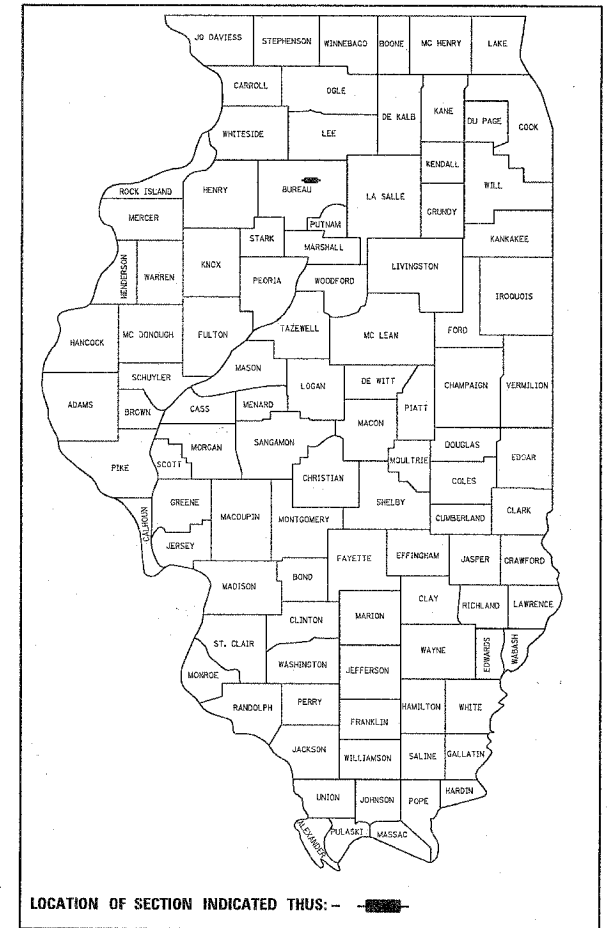 JO DAVIESS STEPHENSON WINNEBAGO BOONE MC HENRY LAKE
CARROLL OGLE DE KALB KANE DU PAGE COOK
WHITESIDE LEE
KENDALL WILL
ROCK ISLAND HENRY BUREAU LA SALLE GRUNDY
MERCER PUTNAM
STARK MARSHALL KANKAKEE
HENDERSON WARREN KNOX PEORIA WOODFORD LIVINGSTON IROQUOIS
HANCOCK MC DONOUGH FULTON TAZEWELL MC LEAN FORD
SCHUYLER MASON LOGAN DE WITT PIATT CHAMPAIGN VERMILION
ADAMS BROWN CASS MENARD MACON
PIKE SCOTT MORGAN SANGAMON MOULTRIE DOUGLAS EDGAR
CHRISTIAN COLES
GREENE MACOUPIN MONTGOMERY SHELBY CUMBERLAND CLARK
CALHOUN JERSEY FAYETTE EFFINGHAM JASPER CRAWFORD
MADISON BOND
CLINTON MARION CLAY RICHLAND LAWRENCE
ST. CLAIR WAYNE EDWARDS WABASH
MONROE WASHINGTON JEFFERSON
RANDOLPH PERRY FRANKLIN HAMILTON WHITE
JACKSON WILLIAMSON SALINE GALLATIN
UNION JOHNSON POPE HARDIN
ALEXANDER PULASKI MASSAC
LOCATION OF SECTION INDICATED THUS: -